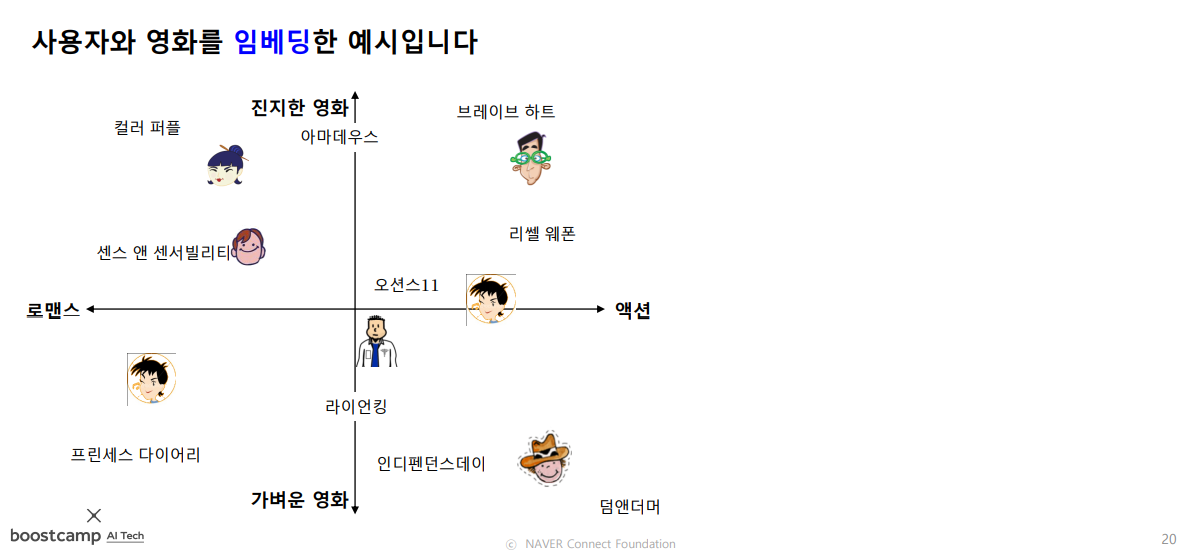 사용자와 영화를 임베딩한 예시입니다
진지한 영화
브레이브 하트
컬러 퍼플
아마데우스
리쎌 웨폰
센스 앤 센서빌리티
오션스11
로맨스
액션
라이언킹
프린세스 다이어리
인디펜던스데이
가벼운 영화
덤앤더머
boostcamp AI Tech
ⓒ NAVER Connect Foundation
20